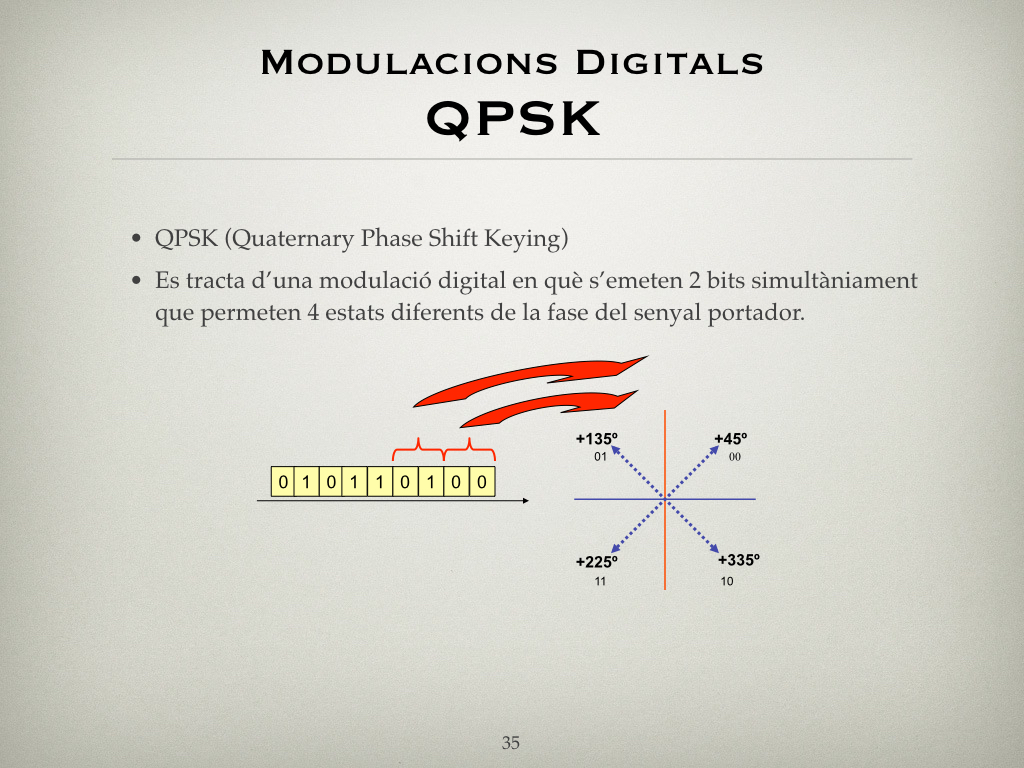 Modulacions Digitals
QPSK
• QPSK (Quaternary Phase Shift Keying)
• Es tracta d’una modulació digital en què s’emeten 2 bits simultàniament
que permeten 4 estats diferents de la fase del senyal portador.
+135º +45º
01 00
0 1 0 1 1 0 1 0 0
+225º +335º
11 10
35